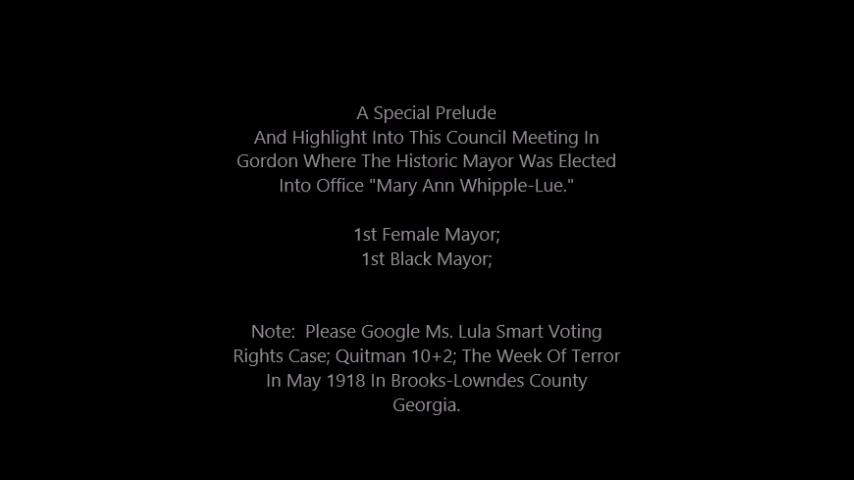 A Special Prelude
And Highlight Into This Council Meeting In
Gordon Where The Historic Mayor Was Elected
Into Office "Mary Ann Whipple-Lue."
1st Female Mayor;
1st Black Mayor;
Note:  Please Google Ms. Lula Smart Voting
Rights Case; Quitman 10+2; The Week Of Terror
In May 1918 In Brooks-Lowndes County
Georgia.